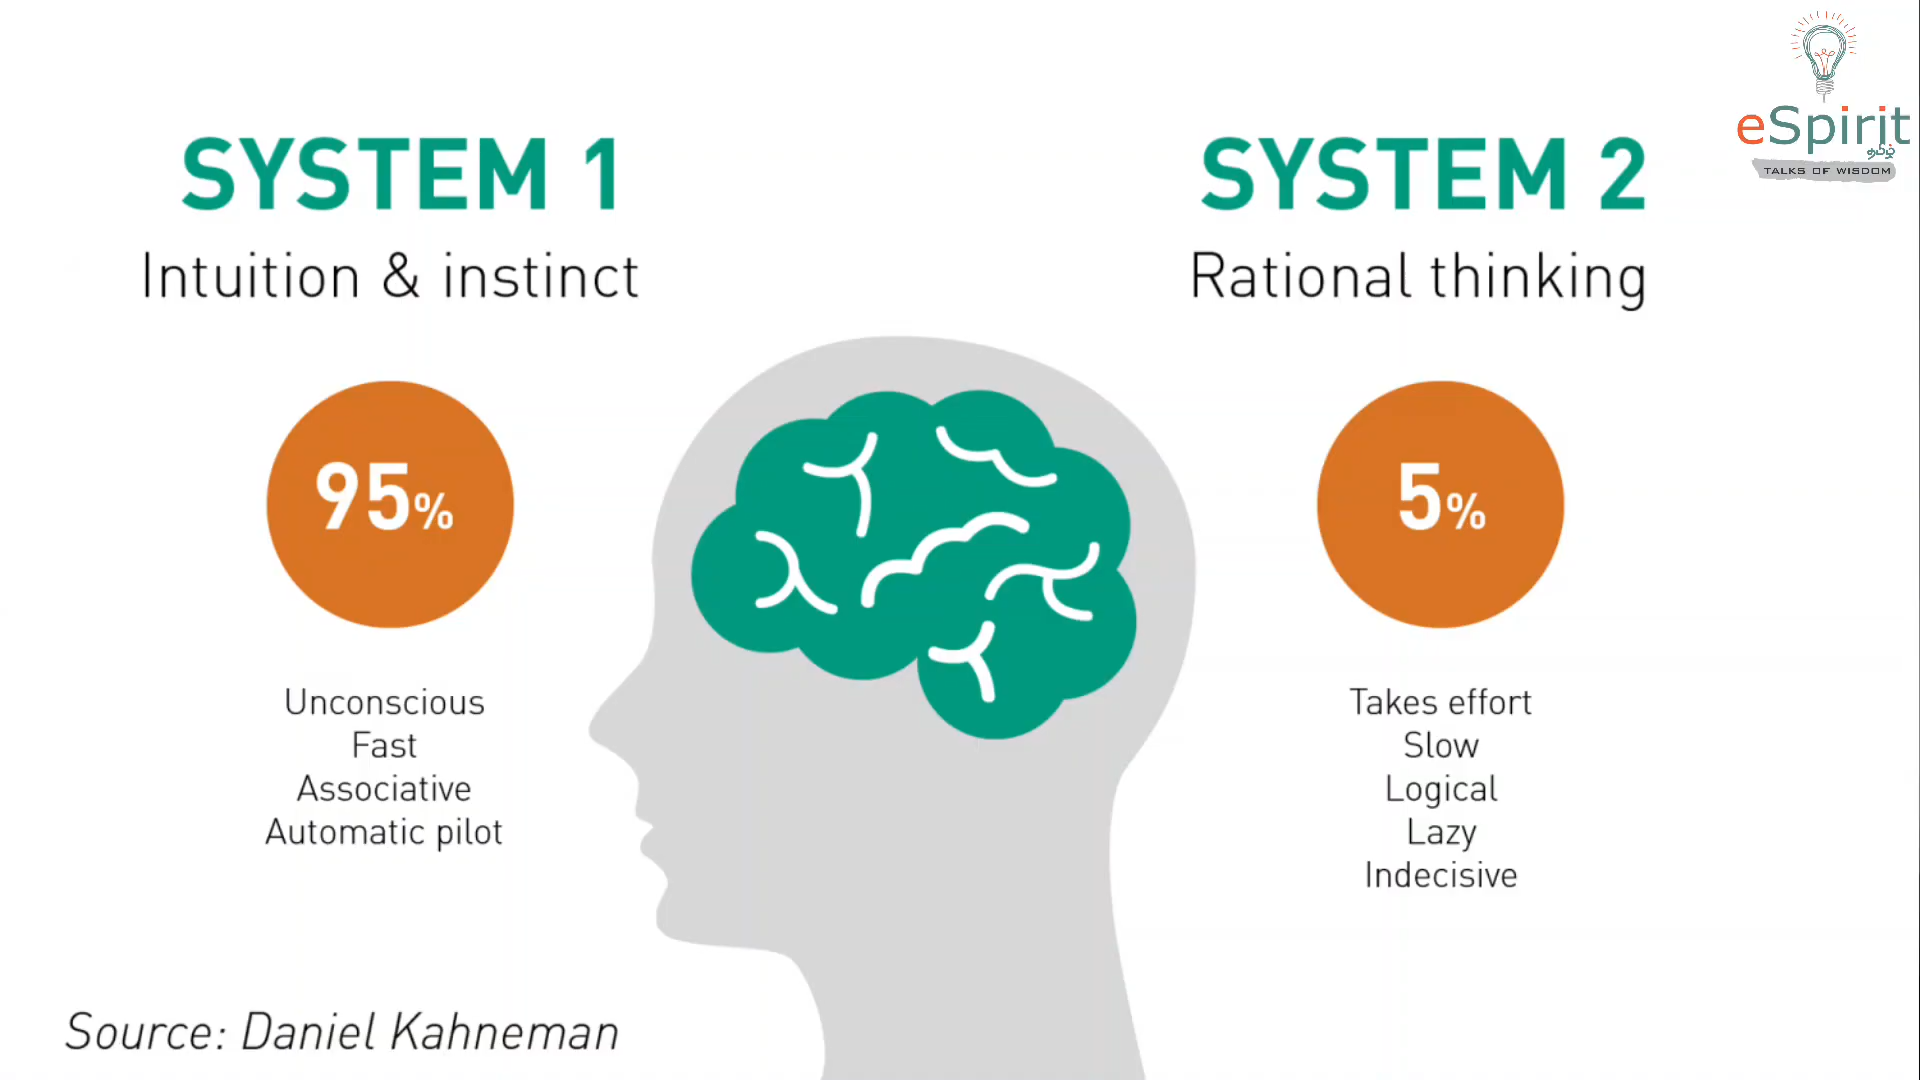 SYSTEM 1
Intuition & instinct
95%
Unconscious
Fast
Associative
Automatic pilot
SYSTEM 2
Rational thinking
5%
Takes effort
Slow
Logical
Lazy
Indecisive
Source: Daniel Kahneman
eSpirit
தமிழ்
TALKS OF WISDOM